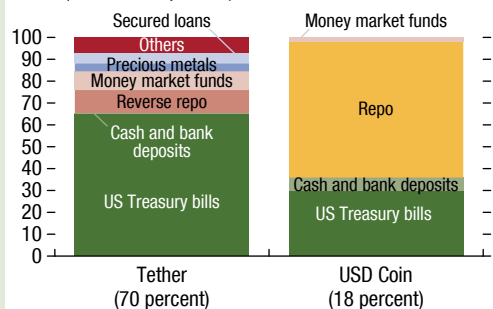 Secured loans
Money market funds
100
90
80
70
60
50
40
30
20
10
0
Others
Precious metals
Money market funds
Reverse repo
Cash and bank
deposits
US Treasury bills
Repo
Cash and bank deposits
US Treasury bills
Tether
(70 percent)
USD Coin
(18 percent)